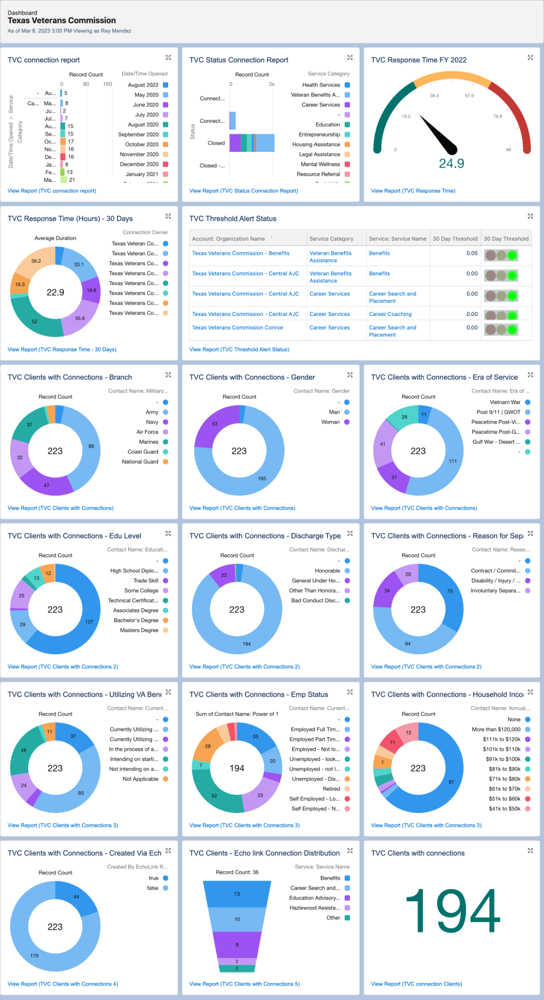 Dashboard
Texas Veterans Commission
As of Mar 8, 2023 3:00 PM·Viewing as Rey Mendez
TVC connection report
Record Count
0 80 160
Date/Time Opened > Service
Category
- Au... 5
Ca... Ma... 8
Ju... 2
Jul... 7
Au... 15
Se... 15
Oc... 17
No... 16
De... 16
Ja... 8
Fe... 13
Ma... 21
Date/Time Opened
August 2022
May 2020
June 2020
July 2020
August 2020
September 2020
October 2020
November 2020
December 2020
January 2021
View Report (TVC connection report)
TVC Status Connection Report
Record Count
0 2K
Status
Connect...
Connect...
Closed
Closed -...
Service Category
Health Services
Veteran Benefits A...
Career Services
-
Education
Entrepreneurship
Housing Assistance
Legal Assistance
Mental Wellness
Resource Referral
View Report (TVC Status Connection Report)
TVC Response Time FY 2022
0
19.2
38.4
57.6
76.8
96
24.9
View Report (TVC Response Time)
TVC Response Time (Hours) - 30 Days
Average Duration
33.1
19.8
35.8
52
16.3
36.2
22.9
Connection Owner
Texas Veteran Co...
Texas Veteran Co...
Texas Veterans Co...
Texas Veterans Co...
Texas Veterans Co...
Texas Veterans Co...
Texas Veterans Co...
Texas Veterans Co...
View Report (TVC Response Time - 30 Days)
TVC Threshold Alert Status
Account: Organization Name Service Category Service: Service Name 30 Day Threshold 30 Day Threshold
Texas Veterans Commission - Benefits Veteran Benefits Benefits 0.05
Assistance
Texas Veterans Commission - Central AJC Veteran Benefits Benefits 0.00
Assistance
Texas Veterans Commission - Central AJC Career Services Career Search and 0.00
Placement
Texas Veterans Commission - Central AJC Career Services Career Coaching 0.00
Texas Veterans Commission Conroe Career Services Career Search and 0.00
Placement
View Report (TVC Threshold Alert Status)
TVC Clients with Connections - Branch
Record Count
88
47
32
37
223
Contact Name: Military...
-
Army
Navy
Air Force
Marines
Coast Guard
National Guard
View Report (TVC Clients with Connections)
TVC Clients with Connections - Gender
Record Count
53
165
223
Contact Name: Gender
-
Man
Woman
View Report (TVC Clients with Connections)
TVC Clients with Connections - Era of Service
Record Count
11
111
31
41
28
223
Contact Name: Era of ...
Vietnam War
Post 9/11 | GWOT
Peacetime Post-Vi...
Peacetime Post-G...
Gulf War - Desert ...
-
View Report (TVC Clients with Connections)
TVC Clients with Connections - Edu Level
Record Count
137
29
25
13
12
223
Contact Name: Educati...
-
High School Diplo...
Trade Skill
Some College
Technical Certificat...
Associates Degree
Bachelor's Degree
Masters Degree
View Report (TVC Clients with Connections 2)
TVC Clients with Connections - Discharge Type
Record Count
22
194
223
Contact Name: Dischar...
-
Honorable
General Under Ho...
Other Than Honora...
Bad Conduct Disc...
View Report (TVC Clients with Connections 2)
TVC Clients with Connections - Reason for Sepa
Record Count
75
94
34
20
223
Contact Name: Reaso...
-
Contract / Commit...
Disability / Injury / ...
Involuntary Separa...
View Report (TVC Clients with Connections 2)
TVC Clients with Connections - Utilizing VA Bene
Record Count
37
93
24
48
11
223
Contact Name: Current...
-
Currently Utilizing ...
Currently Utilizing ...
In the process of a...
Intending on starti...
Not intending on a...
Not Applicable
View Report (TVC Clients with Connections 3)
TVC Clients with Connections - Emp Status
Sum of Contact Name: Power of 1
33
20
33
52
7
28
194
Contact Name: Current...
-
Employed Full Tim...
Employed Part Tim...
Employed - Not lo...
Unemployed - look...
Unemployed - not l...
Unemployed - Dis...
Retired
Self Employed - Lo...
Self Employed - N...
View Report (TVC Clients with Connections 3)
TVC Clients with Connections - Household Incor
Record Count
87
7
11
12
223
Contact Name: Annual...
None
More than $120,000
$111k to $120k
$101k to $110k
$91k to $100k
$81k to $90k
$71k to $80k
$61k to $70k
$51k to $60k
$41k to $50k
View Report (TVC Clients with Connections 3)
TVC Clients with Connections - Created Via Ech
Record Count
44
179
223
Created By EchoLink R...
true
false
View Report (TVC Clients with Connections 4)
TVC Clients - Echo link Connection Distribution
Record Count: 36
13
10
9
2
2
Service: Service Name
Benefits
Career Search and...
Education Advisory...
Hazlewood Assista...
Other
View Report (TVC Clients with Connections 5)
TVC Clients with connections
194
View Report (TVC connection Clients)